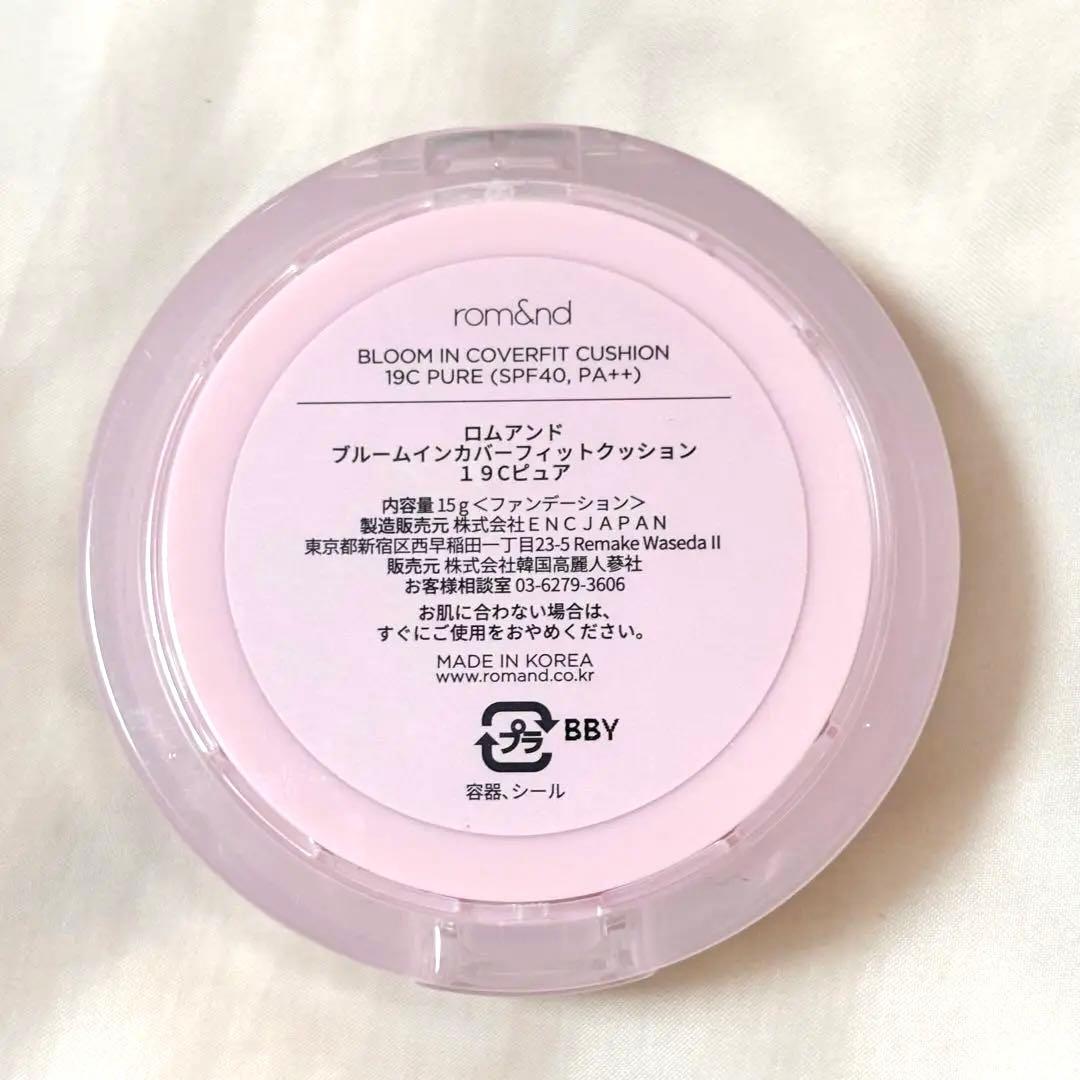 rom&nd
BLOOM IN COVERFIT CUSHION
19C PURE (SPF40, PA++)
ロムアンド
ブルームインカバーフィットクッション
１９Cピュア
内容量 15ｇ＜ファンデーション＞
製造販売元 株式会社ＥＮＣＪＡＰＡＮ
東京都新宿区西早稲田一丁目23-5 Remake Waseda II
販売元 株式会社韓国高麗人蔘社
お客様相談室 03-6279-3606
お肌に合わない場合は、
すぐにご使用をおやめください。
MADE IN KOREA
www.romand.co.kr
プラ BBY
容器、シール